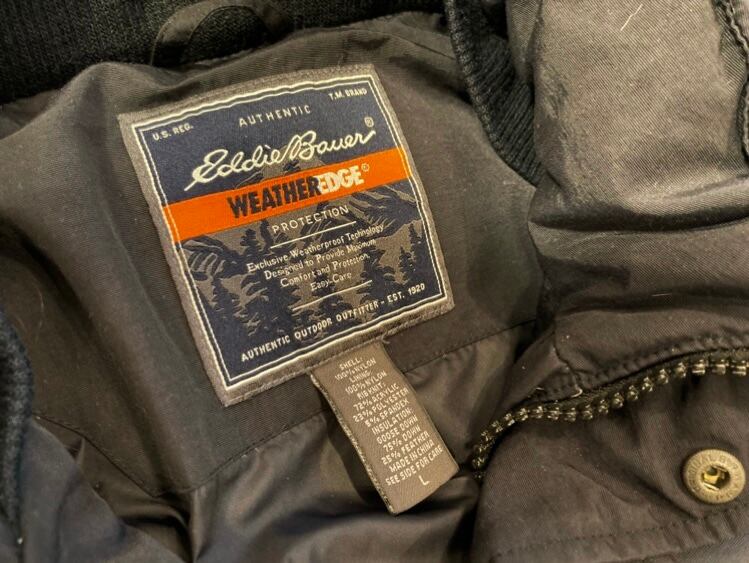 AUTHENTIC
U.S. REG.
T.M. BRAND
Eddie Bauer®
WEATHEREDGE®
PROTECTION
Exclusive Weatherproof Technology
Designed to Provide Maximum
Comfort and Protection
Easy-Care
AUTHENTIC OUTDOOR OUTFITTER - EST. 1920
SHELL:
100% NYLON
LINING:
100% NYLON
RIB KNIT:
72% ACRYLIC
23% POLYESTER
5% SPANDEX
INSULATION:
GOOSE DOWN
75% DOWN
25% FEATHER
MADE IN CHINA
SEE SIDE FOR CARE
L